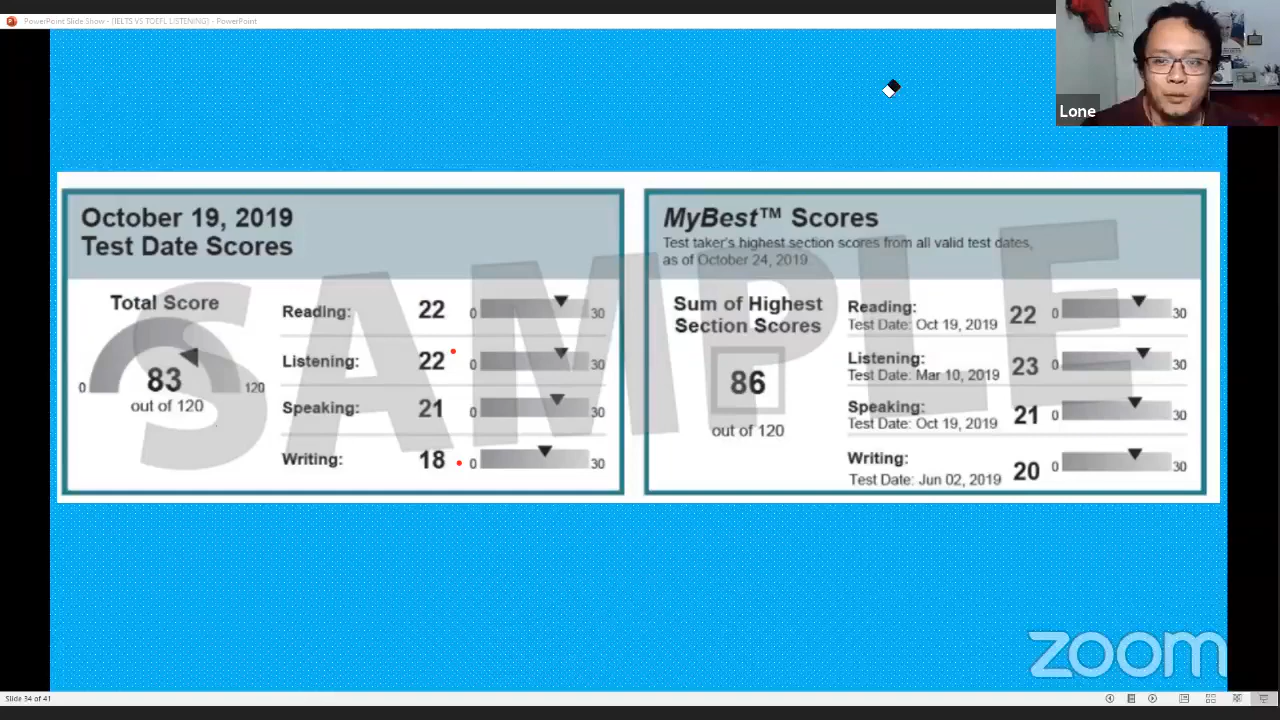 PowerPoint Slide Show - [IELTS VS TOEFL LISTENING] - PowerPoint
Lone
October 19, 2019
Test Date Scores
Total Score
0
83
120
out of 120
Reading: 22 0 30
Listening: 22 0 30
Speaking: 21 0 30
Writing: 18 0 30
MyBest™ Scores
Test taker's highest section scores from all valid test dates,
as of October 24, 2019
Sum of Highest
Section Scores
86
out of 120
Reading: 22 0 30
Test Date: Oct 19, 2019
Listening: 23 0 30
Test Date: Mar 10, 2019
Speaking: 21 0 30
Test Date: Oct 19, 2019
Writing: 20 0 30
Test Date: Jun 02, 2019
SAMPLE
zoom
Slide 34 of 41